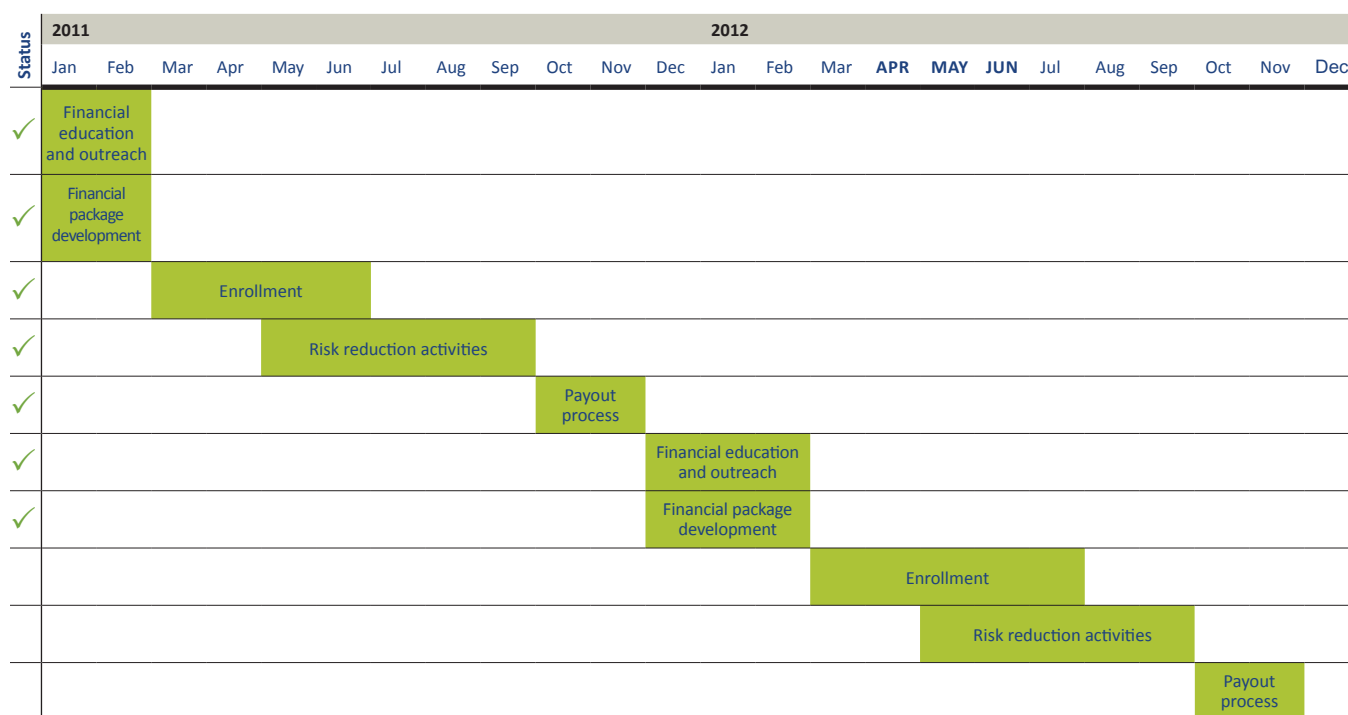 Status
2011 2012
Jan Feb Mar Apr May Jun Jul Aug Sep Oct Nov Dec Jan Feb Mar APR MAY JUN Jul Aug Sep Oct Nov Dec
Financial
education
and outreach
Financial
package
development
Enrollment
Risk reduction activities
Payout
process
Financial education
and outreach
Financial package
development
Enrollment
Risk reduction activities
Payout
process